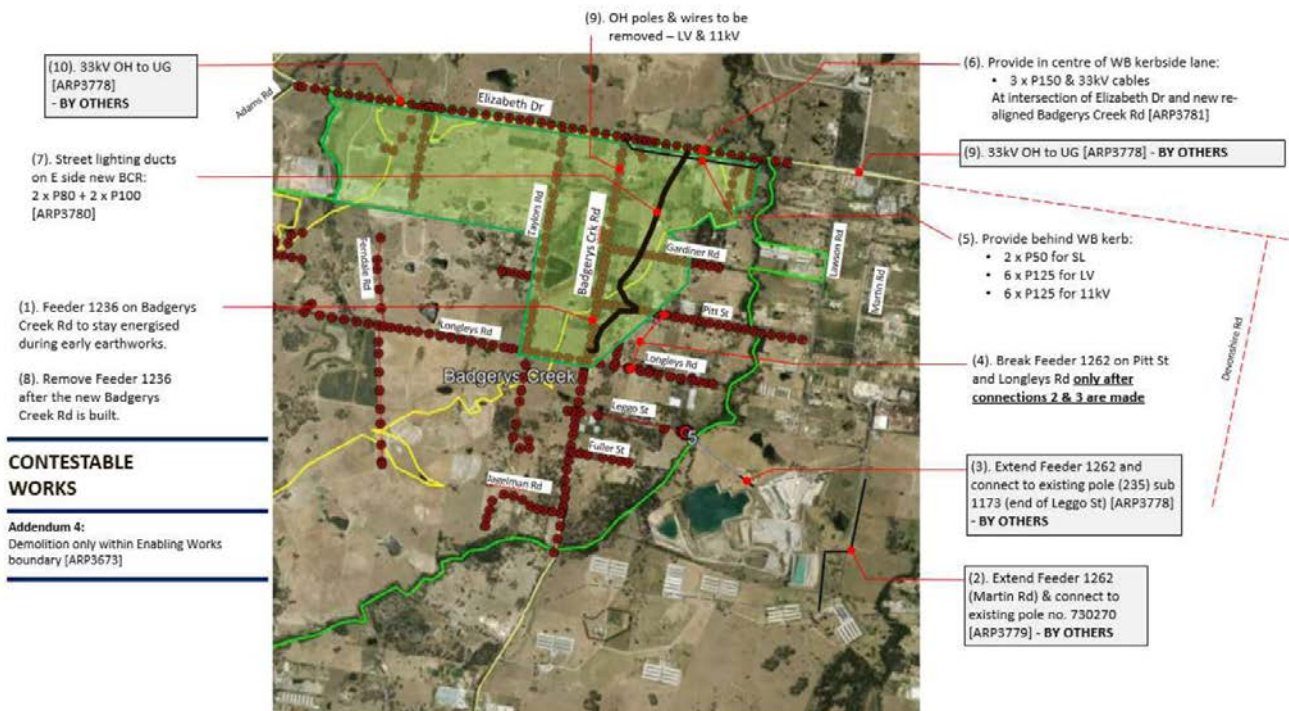 (9). OH poles & wires to be
removed – LV & 11kV
(10). 33kV OH to UG
[ARP3778]
- BY OTHERS
(6). Provide in centre of WB kerbside lane:
• 3 x P150 & 33kV cables
At intersection of Elizabeth Dr and new re-
aligned Badgerys Creek Rd [ARP3781]
Adams Rd
Elizabeth Dr
(7). Street lighting ducts
on E side new BCR:
2 x P80 + 2 x P100
[ARP3780]
(9). 33kV OH to UG [ARP3778] - BY OTHERS
Taylors Rd
Badgerys Crk Rd
Gardiner Rd
Lawson Rd
Martin Rd
Ferndale Rd
(5). Provide behind WB kerb:
• 2 x P50 for SL
• 6 x P125 for LV
• 6 x P125 for 11kV
Devonshire Rd
(1). Feeder 1236 on Badgerys
Creek Rd to stay energised
during early earthworks.
Longleys Rd
Pitt St
Longleys Rd
(4). Break Feeder 1262 on Pitt St
and Longleys Rd only after
connections 2 & 3 are made
(8). Remove Feeder 1236
after the new Badgerys
Creek Rd is built.
Badgerys Creek
Leggo St
5
Fuller St
Jagelman Rd
CONTESTABLE
WORKS
(3). Extend Feeder 1262 and
connect to existing pole (235) sub
1173 (end of Leggo St) [ARP3778]
- BY OTHERS
Addendum 4:
Demolition only within Enabling Works
boundary [ARP3673]
(2). Extend Feeder 1262
(Martin Rd) & connect to
existing pole no. 730270
[ARP3779] - BY OTHERS